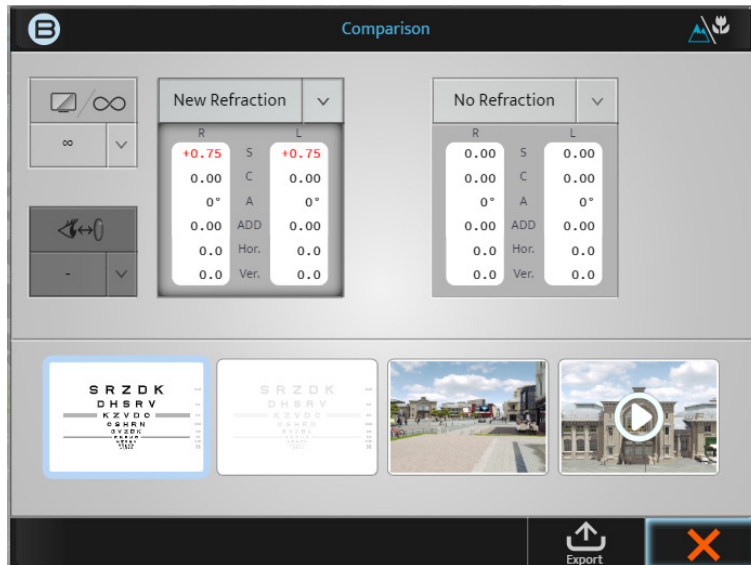 B
Comparison
/∞
New Refraction
No Refraction
∞
R L
R L
+0.75 S +0.75
0.00 S 0.00
0.00 C 0.00
0.00 C 0.00
0° A 0°
0° A 0°
0.00 ADD 0.00
0.00 ADD 0.00
-
0.0 Hor. 0.0
0.0 Hor. 0.0
0.0 Ver. 0.0
0.0 Ver. 0.0
S R Z D K
D H S R V
K Z V D C
S R Z D K
D H S R V
K Z V D C
Export